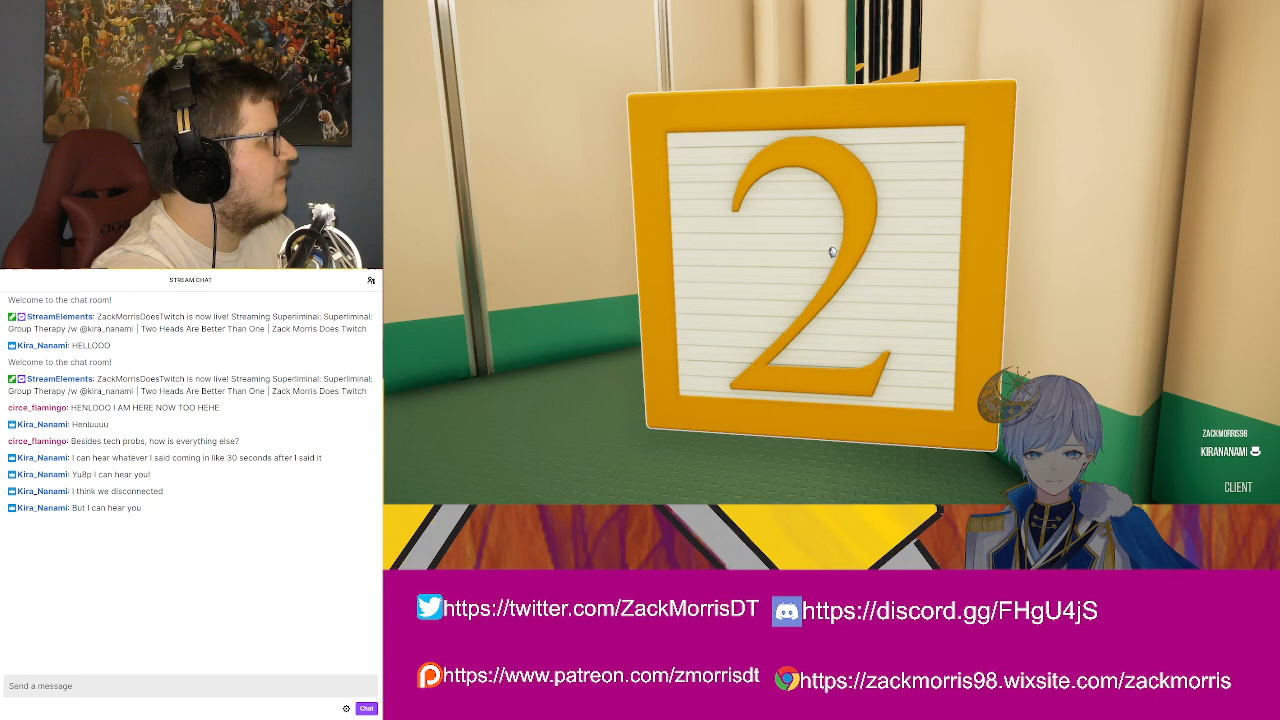 STREAM CHAT
Welcome to the chat room!
StreamElements: ZackMorrisDoesTwitch is now live! Streaming Superliminal: Superliminal:
Group Therapy /w @kira_nanami | Two Heads Are Better Than One | Zack Morris Does Twitch
Kira_Nanami: HELLOOO
Welcome to the chat room!
StreamElements: ZackMorrisDoesTwitch is now live! Streaming Superliminal: Superliminal:
Group Therapy /w @kira_nanami | Two Heads Are Better Than One | Zack Morris Does Twitch
circe_flamingo: HENLOOO I AM HERE NOW TOO HEHE
Kira_Nanami: Henluuuu
circe_flamingo: Besides tech probs, how is everything else?
Kira_Nanami: I can hear whatever I said coming in like 30 seconds after I said it
Kira_Nanami: Yu8p I can hear you!
Kira_Nanami: I think we disconnected
Kira_Nanami: But I can hear you
Send a message
Chat
2
ZACKMORRIS98
KIRANANAMI
CLIENT
https://twitter.com/ZackMorrisDT
https://discord.gg/FHgU4jS
https://www.patreon.com/zmorrisdt
https://zackmorris98.wixsite.com/zackmorris